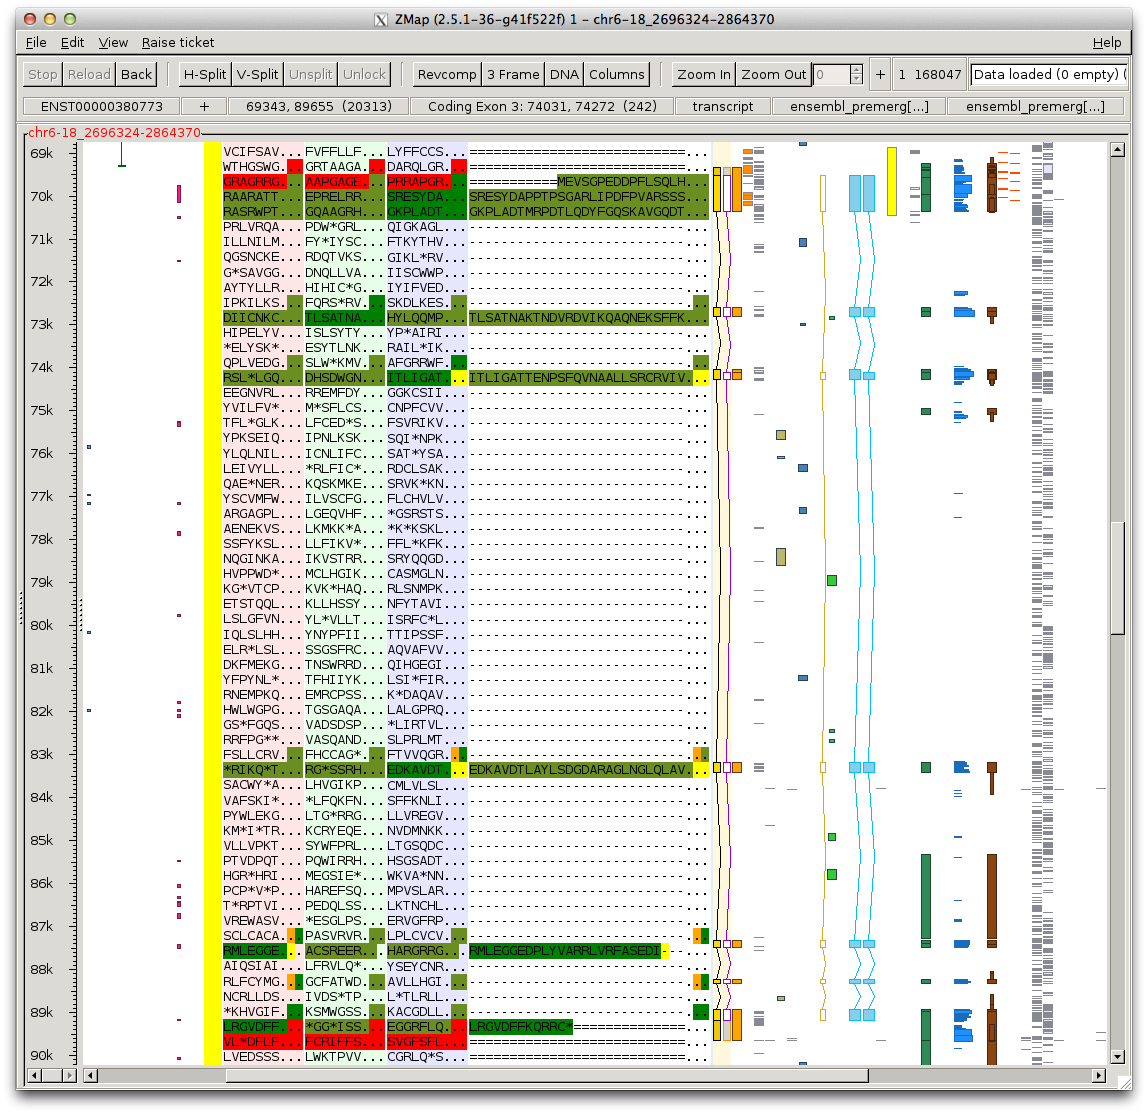 ZMap (2.5.1-36-g41f522f) 1 – chr6-18_2696324-2864370
File Edit View Raise ticket Help
Stop Reload Back H-Split V-Split Unsplit Unlock Revcomp 3 Frame DNA Columns Zoom In Zoom Out 0 + 1 168047 Data loaded (0 empty) (
ENST00000380773 + 69343, 89655 (20313) Coding Exon 3: 74031, 74272 (242) transcript ensembl_premerg[...] ensembl_premerg[...]
chr6-18_2696324-2864370
69k VCIFSAV... FVFFLLF... LYFFCCS... ==========================...
WTHGSWG. GRTAAGA. DARQLGR. ==========================...
GRAGRRG. AAPGAGE. PRRAPGR. ===========MEVSGPEDDPFLSQLH...
70k RAARATT... EPRELRR... SRESYDA... SRESYDAPPTPSGARLIPDFPVARSSS...
RASRWPT... GQAAGRH... GKPLADT... GKPLADTMRPDTLQDYFGQSKAVGQDT...
PRLVRQA... PDW*GRL... QIGKAGL...
71k ILLNILM... FY*IYSC... FTKYTHV...
QGSNCKE... RDQTVKS... GIKL*RV...
G*SAVGG... DNQLLVA... IISCWWP...
72k AYTYLLR... HIHIC*G... IYIFVED...
IPKILKS. FQRS*RV. SKDLKES.
73k DIICNKC... TLSATNA... HYLQQMP... TLSATNAKTNDVRDVIKQAQNEKSFFK...
HIPELYV... ISLSYTY... YP*AIRI...
*ELYSK*... ESYTLNK... RAIL*IK...
74k QPLVEDG. SLW*KMV. AFGRRWF.
RSL*LGQ... DHSDWGN... ITLIGAT. ITLIGATTENPSFQVNAALLSRCRVIV...
EEGNVRL... RREMFDY... GGKCSII...
75k YVILFV*... M*SFLCS... CNPFCVV...
TFL*GLK... LFCED*S... FSVRIKV...
YPKSEIQ... IPNLKSK... SQI*NPK...
76k YLQLNIL... ICNLIFC... SAT*YSA...
LEIVYLL... *RLFIC*... RDCLSAK...
QAE*NER... KQSKMKE... SRVK*KN...
77k YSCVMFW... ILVSCFG... FLCHVLV...
ARGAGPL... LGEQVHF... *GSRSTS...
AENEKVS... LKMKK*A... *K*KSKL...
78k SSFYKSL... LLFIKV*... FFL*KFK...
NQGINKA... IKVSTRR... SRYQQGD...
HVPPWD*... MCLHGIK... CASMGLN...
79k KG*VTCP... KVK*HAQ... RLSNMPK...
ETSTQQL... KLLHSSY... NFYTAVI...
LSLGFVN... YL*VLLT... ISRFC*L...
80k IQLSLHH... YNYPFII... TTIPSSF...
ELR*LSL... SSGSFRC... AQVAFVV...
81k DKFMEKG... TNSWRRD... QIHGEGI...
YFPYNL*... TFHIIYK... LSI*FIR...
RNEMPKQ... EMRCPSS... K*DAQAV...
82k HWLWGPG... TGSGAQA... LALGPRQ...
GS*FGQS... VADSDSP... *LIRTVL...
RRFPG**... VASQAND... SLPRLMT...
83k FSLLCRV. FHCCAG*. FTVVQGR.
*RIKQ*T... RG*SSRH... EDKAVDT. EDKAVDTLAYLSDGDARAGLNGLQLAV...
SACWY*A... LHVGIKP... CMLVLSL...
84k VAFSKI*... *LFQKFN... SFFKNLI...
PYWLEKG... LTG*RRG... LLVREGV...
KM*I*TR... KCRYEQE... NVDMNKK...
85k VLLVPKT... SYWFPRL... LTGSQDC...
PTVDPQT... PQWIRRH... HSGSADT...
HGR*HRI... MEGSIE*... WKVA*NN...
86k PCP*V*P... HAREFSQ... MPVSLAR...
T*RPTVI... PEDQLSS... LKTNCHL...
87k VREWASV... *ESGLPS... ERVGFRP...
SCLCACA. PASVRVR. LPLCVCV.
RMLEGGE. ACSREER. HARGRRG. RMLEGGEDPLYVARRLVRFASEDI-
88k AIQSIAI... LFRVLQ*... YSEYCNR...
RLFCYMG. GCFATWD. AVLLHGI.
NCRLLDS... IVDS*TP... L*TLRLL...
89k *KHVGIF. KSMWGSS. KACGDLL.
LRGVDFF. *GG*ISS. EGGRFLQ. LRGVDFFKQRRC*==============...
VL*DFLF... FCRIFFS... SVGFSFL... ==========================...
90k LVEDSSS... LWKTPVV... CGRLQ*S... ==========================...